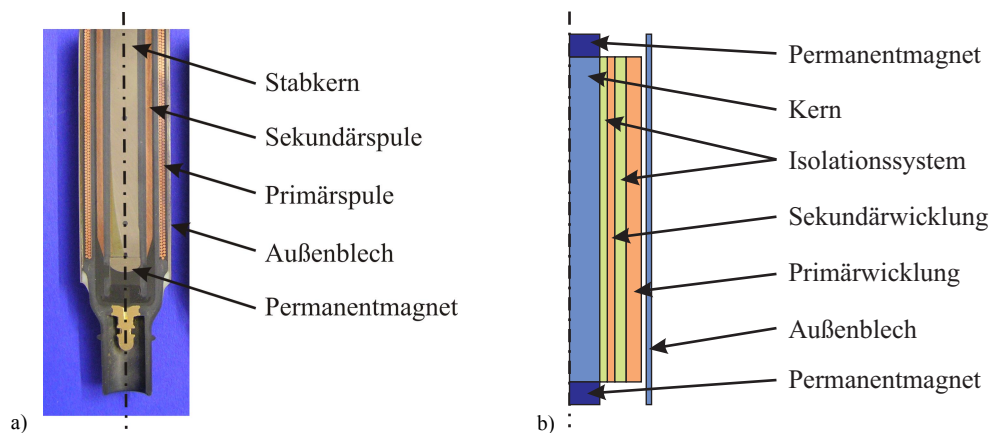 Stabkern
Sekundärspule
Primärspule
Außenblech
Permanentmagnet
a)
Permanentmagnet
Kern
Isolationssystem
Sekundärwicklung
Primärwicklung
Außenblech
Permanentmagnet
b)